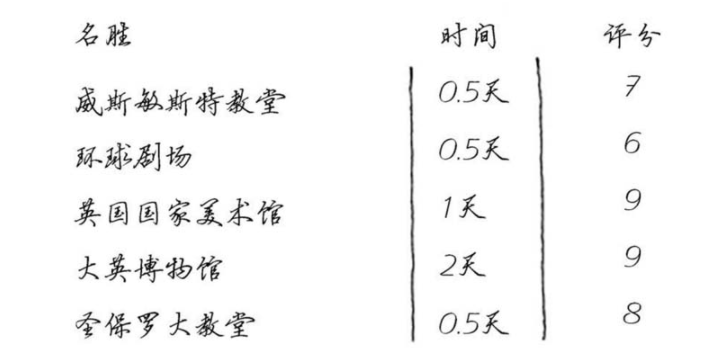 名胜 时间 评分
威斯敏斯特教堂 0.5天 7
环球剧场 0.5天 6
英国国家美术馆 1天 9
大英博物馆 2天 9
圣保罗大教堂 0.5天 8